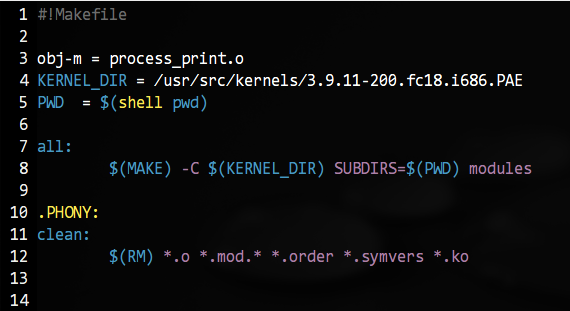 1 #!Makefile
2
3 obj-m = process_print.o
4 KERNEL_DIR = /usr/src/kernels/3.9.11-200.fc18.i686.PAE
5 PWD  = $(shell pwd)
6
7 all:
8         $(MAKE) -C $(KERNEL_DIR) SUBDIRS=$(PWD) modules
9
10 .PHONY:
11 clean:
12         $(RM) *.o *.mod.* *.order *.symvers *.ko
13
14